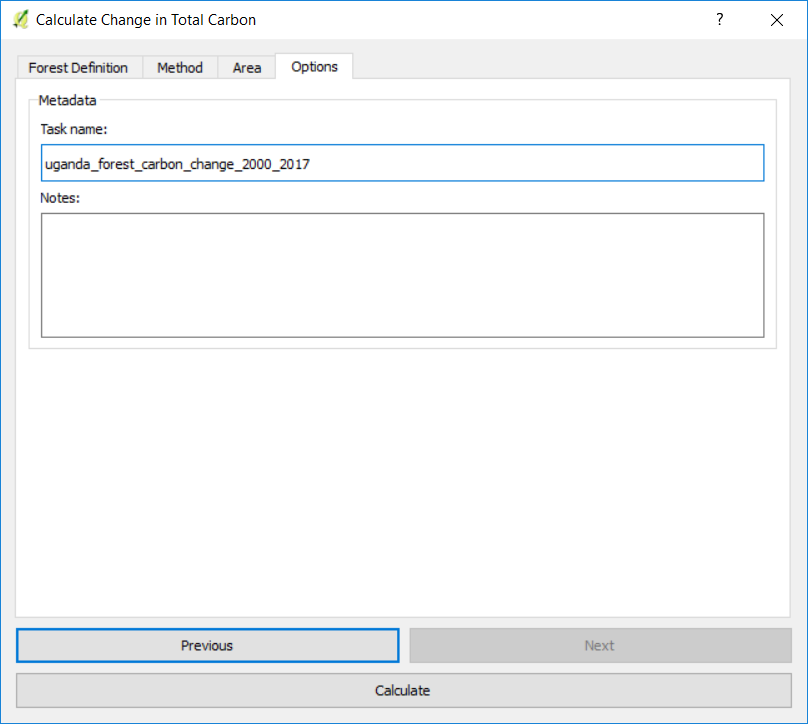 Calculate Change in Total Carbon
?
Forest Definition Method Area Options
Metadata
Task name:
uganda_forest_carbon_change_2000_2017
Notes:
Previous Next
Calculate